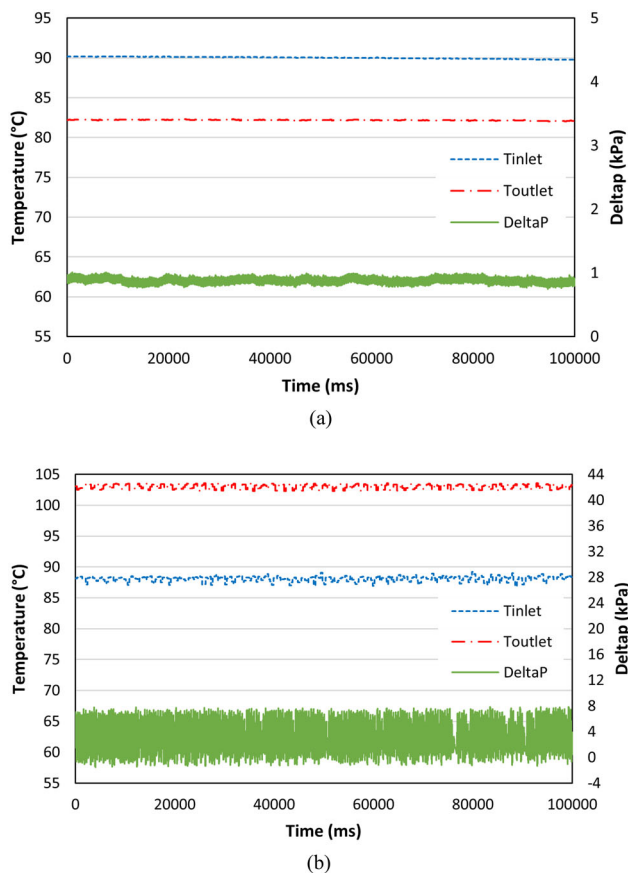 95
90
85
80
75
70
65
60
55
Temperature (°C)
5
4
3
2
1
0
Deltap (kPa)
Tinlet
Toutlet
DeltaP
0 20000 40000 60000 80000 100000
Time (ms)
(a)
105
100
95
90
85
80
75
70
65
60
55
Temperature (°C)
44
40
36
32
28
24
20
16
12
8
4
0
-4
Deltap (kPa)
Tinlet
Toutlet
DeltaP
0 20000 40000 60000 80000 100000
Time (ms)
(b)